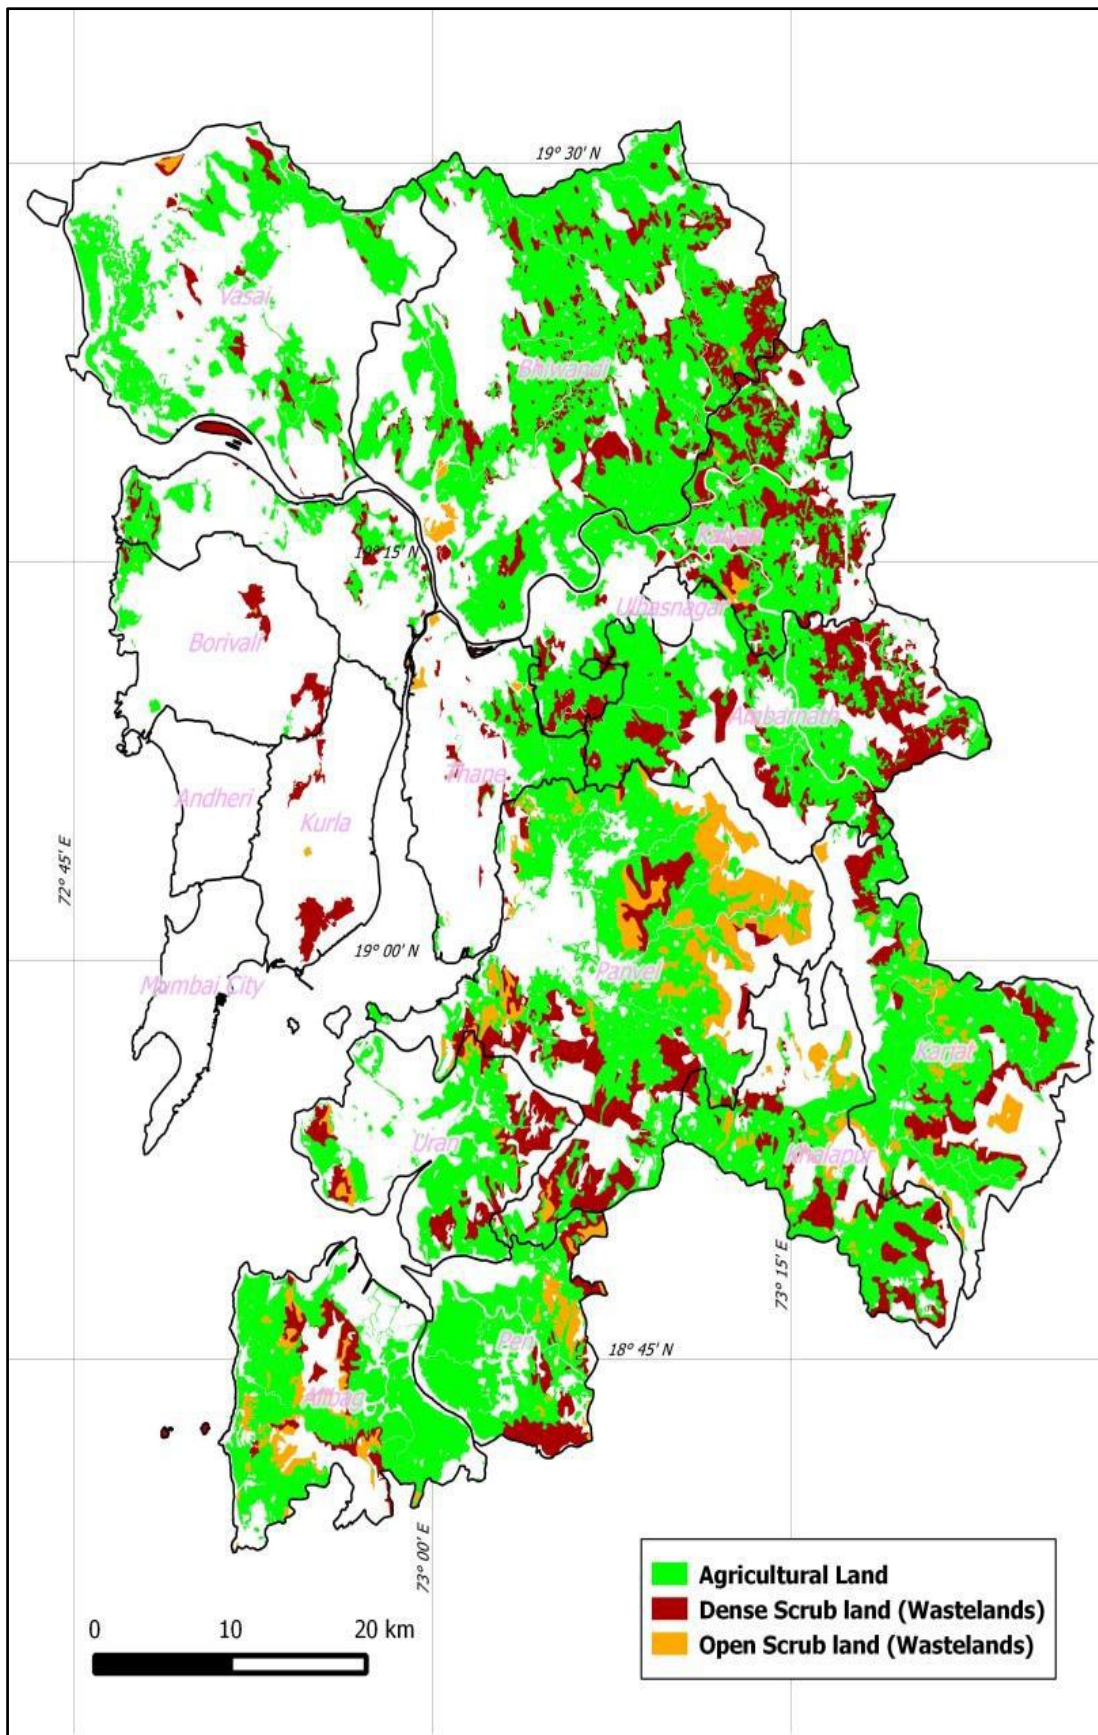 19° 30' N
Vasai
Bhiwandi
Kalyan
19° 15' N
Ulhasnagar
Borivali
Ambarnath
Thane
Andheri
Kurla
72° 45' E
19° 00' N
Panvel
Mumbai City
Karjat
Uran
Khalapur
73° 15' E
Pen
18° 45' N
Alibag
73° 00' E
Agricultural Land
Dense Scrub land (Wastelands)
Open Scrub land (Wastelands)
0 10 20 km